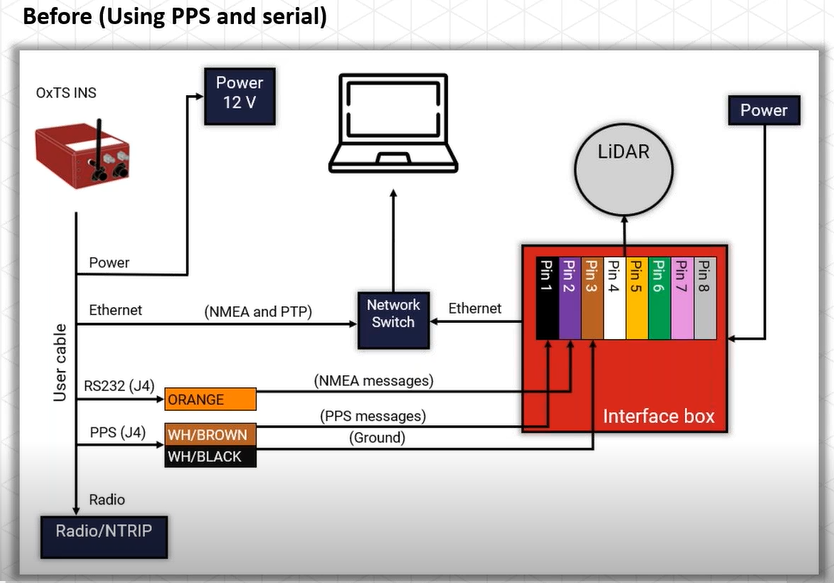 Before (Using PPS and serial)
OxTS INS
Power
12 V
Power
LiDAR
Power
Pin 1
Pin 2
Pin 3
Pin 4
Pin 5
Pin 6
Pin 7
Pin 8
Ethernet
(NMEA and PTP)
Network
Switch
Ethernet
User cable
RS232 (J4)
ORANGE
(NMEA messages)
PPS (J4)
WH/BROWN
WH/BLACK
(PPS messages)
(Ground)
Interface box
Radio
Radio/NTRIP